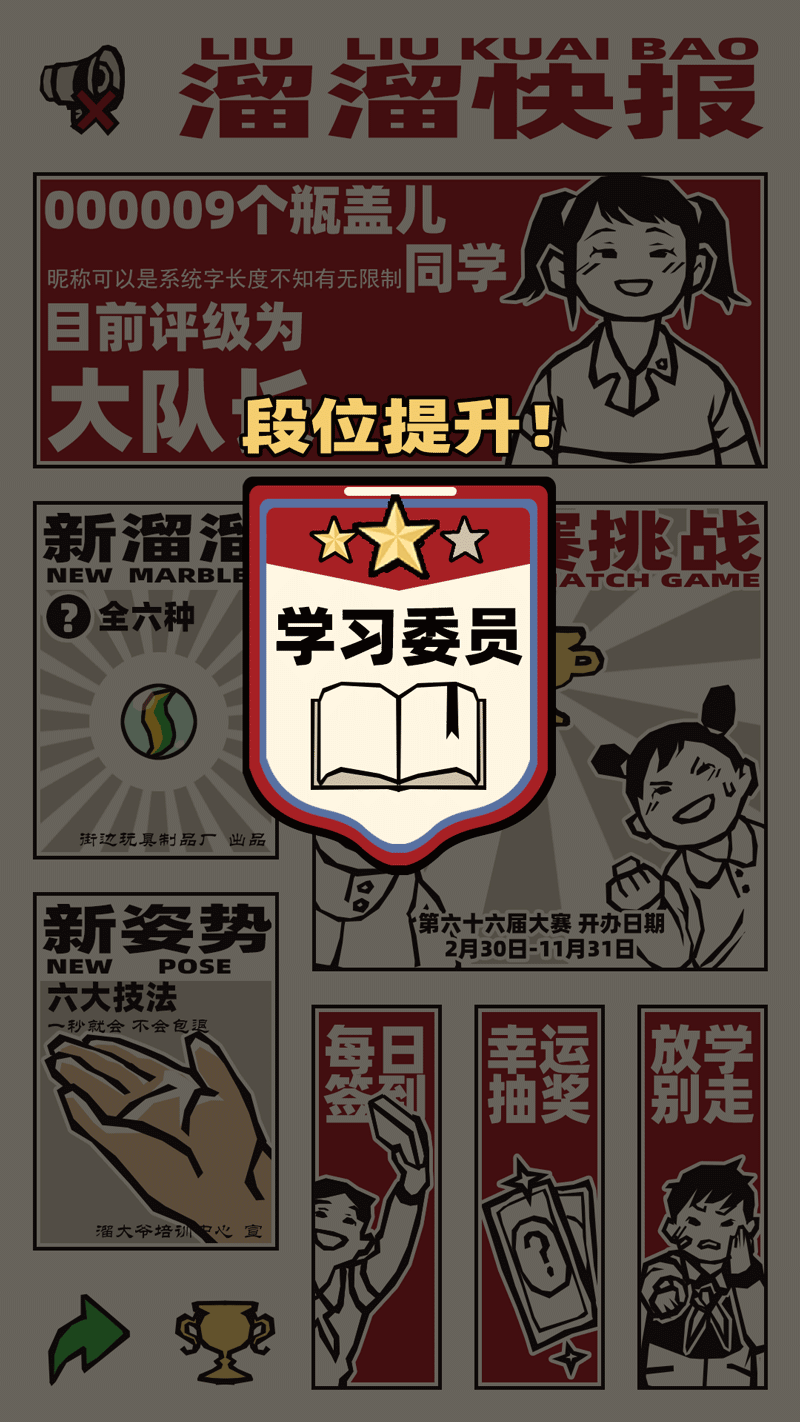 LIU LIU KUAI BAO
溜溜快报
000009个瓶盖儿
昵称可以是系统字长度不知有无限制同学
目前评级为
大队长
段位提升!
学习委员
新溜溜
NEW MARBLE
?全六种
街边玩具制品厂 出品
赛挑战
MATCH GAME
第六十六届大赛 开办日期
2月30日-11月31日
新姿势
NEW POSE
六大技法
一秒就会 不会包退
溜大爷培训中心 宣
每日
签到
幸运
抽奖
?
放学
别走